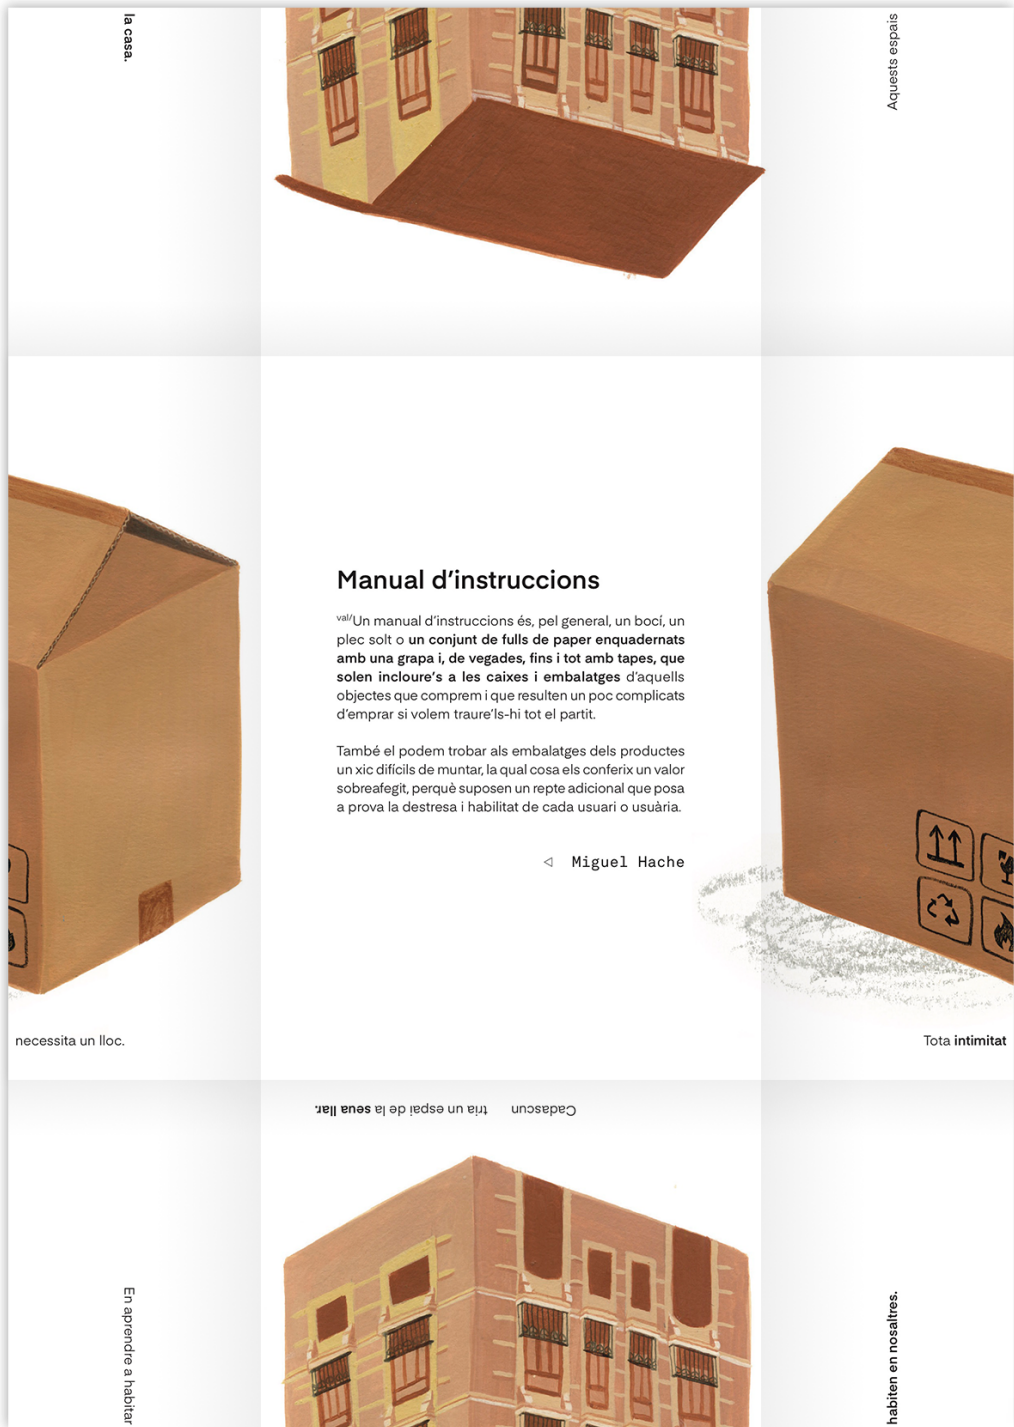 la casa.
Aquests espais
Manual d’instruccions
val/Un manual d’instruccions és, pel general, un bocí, un
plec solt o un conjunt de fulls de paper enquadernats
amb una grapa i, de vegades, fins i tot amb tapes, que
solen incloure’s a les caixes i embalatges d’aquells
objectes que comprem i que resulten un poc complicats
d’emprar si volem traure’ls-hi tot el partit.
També el podem trobar als embalatges dels productes
un xic difícils de muntar, la qual cosa els conferix un valor
sobreafegit, perquè suposen un repte adicional que posa
a prova la destresa i habilitat de cada usuari o usuària.
Miguel Hache
necessita un lloc.
Tota intimitat
Cadascun tria un espai de la seua llar.
En aprendre a habitar
habiten en nosaltres.